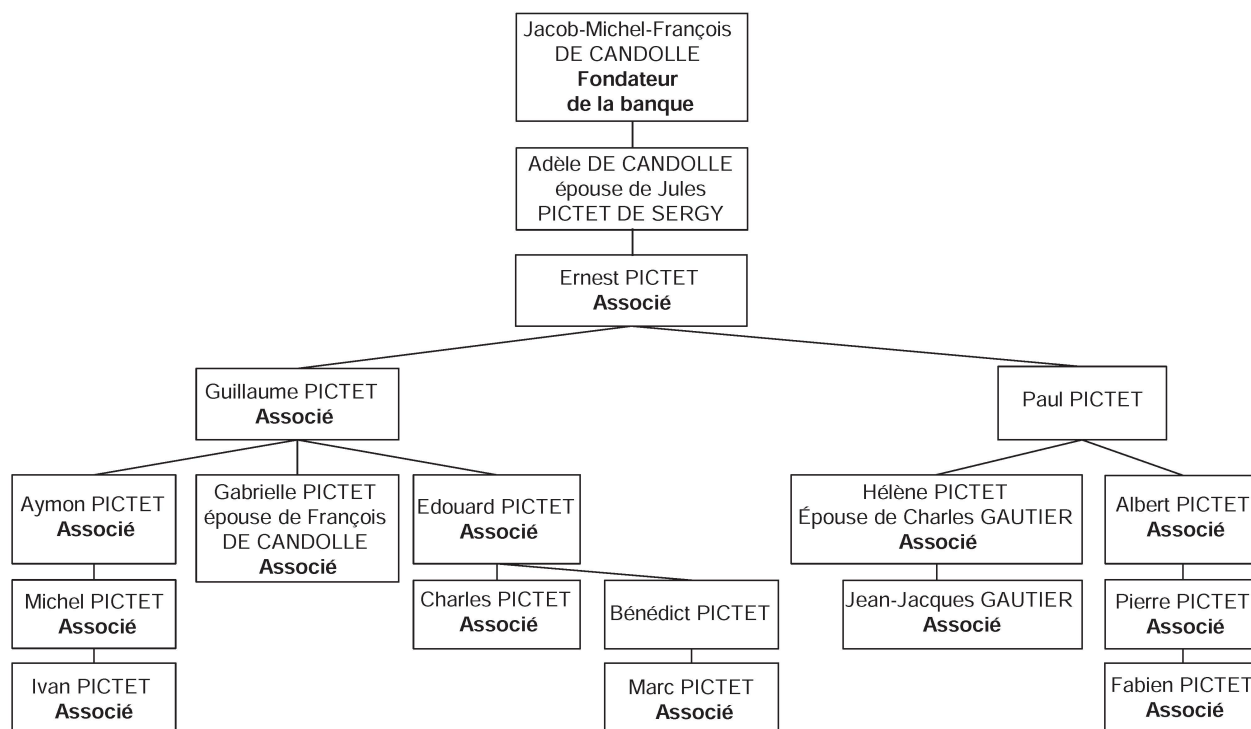 Jacob-Michel-François
DE CANDOLLE
Fondateur
de la banque
Adèle DE CANDOLLE
épouse de Jules
PICTET DE SERGY
Ernest PICTET
Associé
Guillaume PICTET
Associé
Paul PICTET
Aymon PICTET
Associé
Gabrielle PICTET
épouse de François
DE CANDOLLE
Associé
Edouard PICTET
Associé
Hélène PICTET
Épouse de Charles GAUTIER
Associé
Albert PICTET
Associé
Michel PICTET
Associé
Charles PICTET
Associé
Bénédict PICTET
Jean-Jacques GAUTIER
Associé
Pierre PICTET
Associé
Ivan PICTET
Associé
Marc PICTET
Associé
Fabien PICTET
Associé